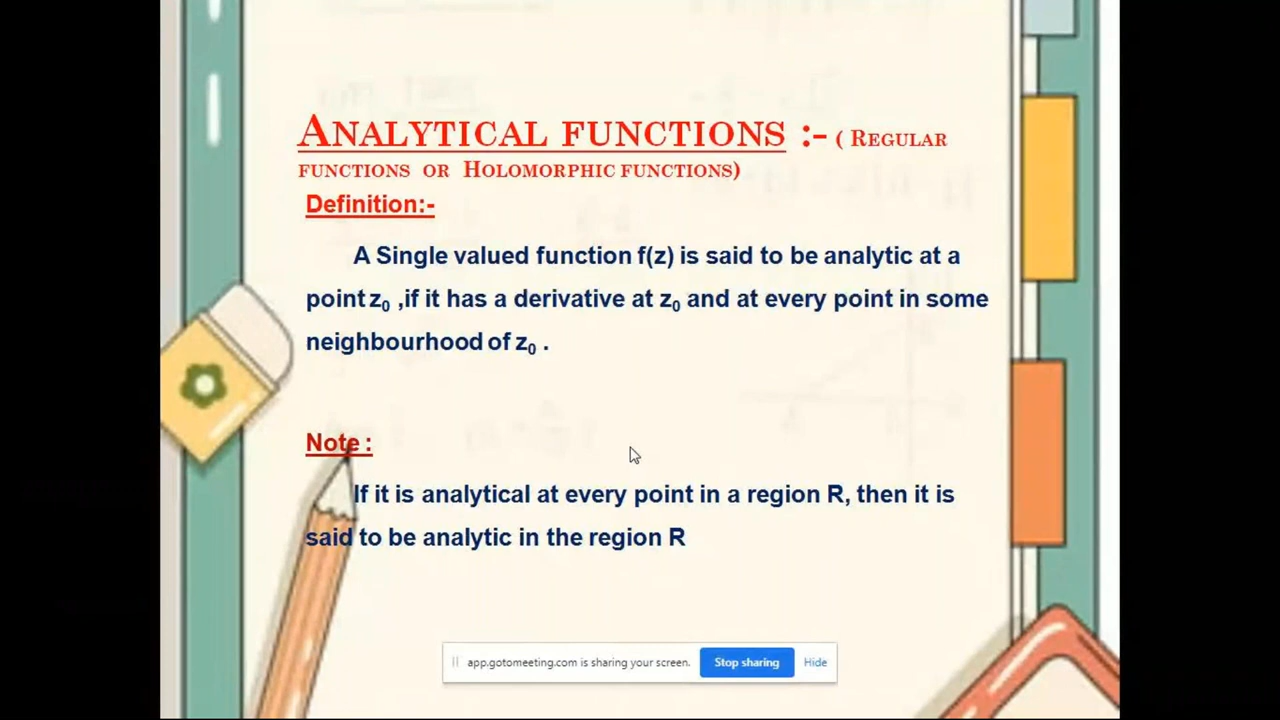 ANALYTICAL FUNCTIONS :- ( REGULAR
FUNCTIONS OR HOLOMORPHIC FUNCTIONS)
Definition:-
A Single valued function f(z) is said to be analytic at a
point z₀ ,if it has a derivative at z₀ and at every point in some
neighbourhood of z₀ .
Note :
If it is analytical at every point in a region R, then it is
said to be analytic in the region R
app.gotomeeting.com is sharing your screen. Stop sharing Hide